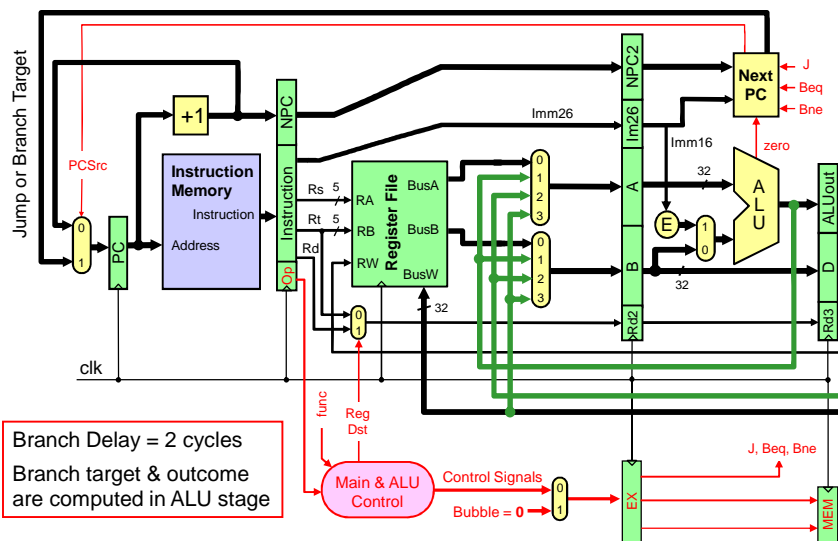 Jump or Branch Target
PCSrc
0
1
PC
+1
Instruction
Memory
Instruction
Address
NPC
Instruction
Op
Rs
5
Rt
5
Rd
Register File
RA
RB
RW
BusA
BusB
BusW
32
0
1
Reg
Dst
func
clk
Imm26
0
1
2
3
0
1
2
3
NPC2
Im26
A
B
Rd2
Imm16
E
1
0
32
32
A
L
U
zero
Next
PC
J
Beq
Bne
ALUout
D
Rd3
Branch Delay = 2 cycles
Branch target & outcome
are computed in ALU stage
Main & ALU
Control
Control Signals
Bubble = 0
0
1
EX
J, Beq, Bne
MEM